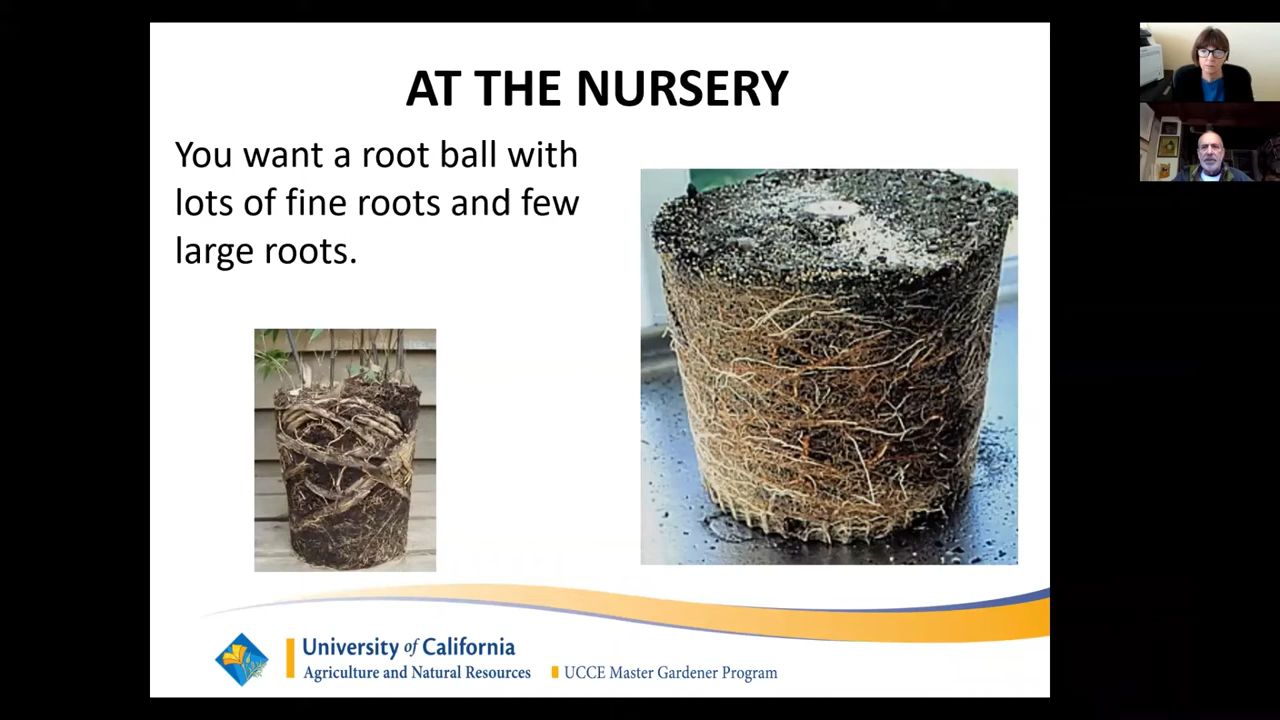 AT THE NURSERY
You want a root ball with
lots of fine roots and few
large roots.
University of California
Agriculture and Natural Resources
UCCE Master Gardener Program